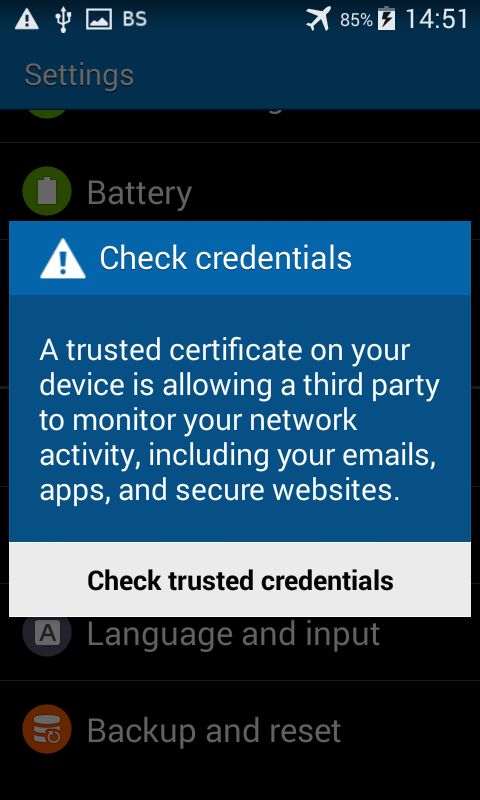 BS 85% 14:51
Settings
Battery
Check credentials
A trusted certificate on your
device is allowing a third party
to monitor your network
activity, including your emails,
apps, and secure websites.
Check trusted credentials
A Language and input
Backup and reset